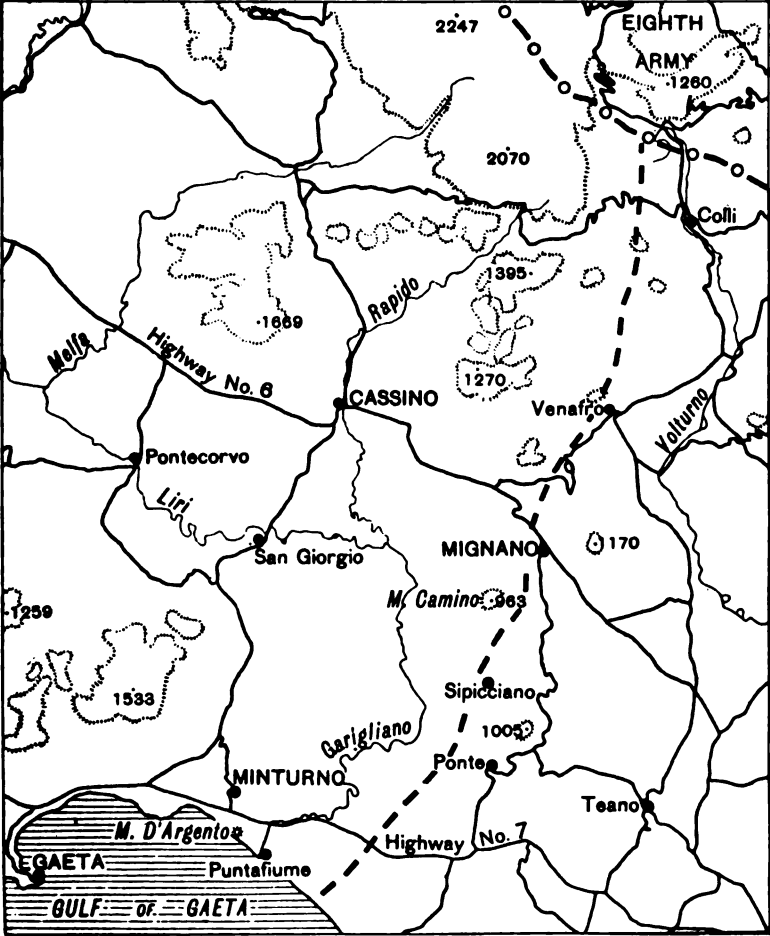 2247
EIGHTH
ARMY
1260
2070
Colli
1395
Rapido
1669
Melfa
Highway No. 6
1270
CASSINO
Venafro
Volturno
Pontecorvo
Liri
San Giorgio
MIGNANO
170
M. Camino
963
1259
1533
Sipicciano
Garigliano
1005
Ponte
MINTURNO
Teano
M. D'Argento
Highway No. 7
GAETA
Puntafiume
GULF OF GAETA